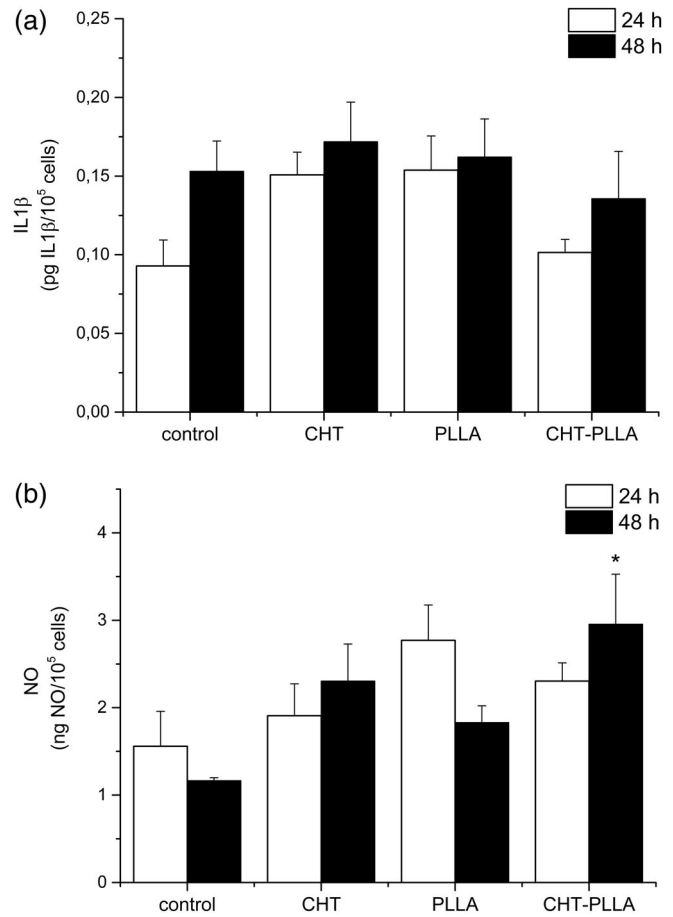 (a)
24 h
48 h
0,25
0,20
0,15
0,10
0,05
0,00
IL1β
(pg IL1β/10⁵ cells)
control CHT PLLA CHT-PLLA
(b)
24 h
48 h
*
4
3
2
1
0
NO
(ng NO/10⁵ cells)
control CHT PLLA CHT-PLLA